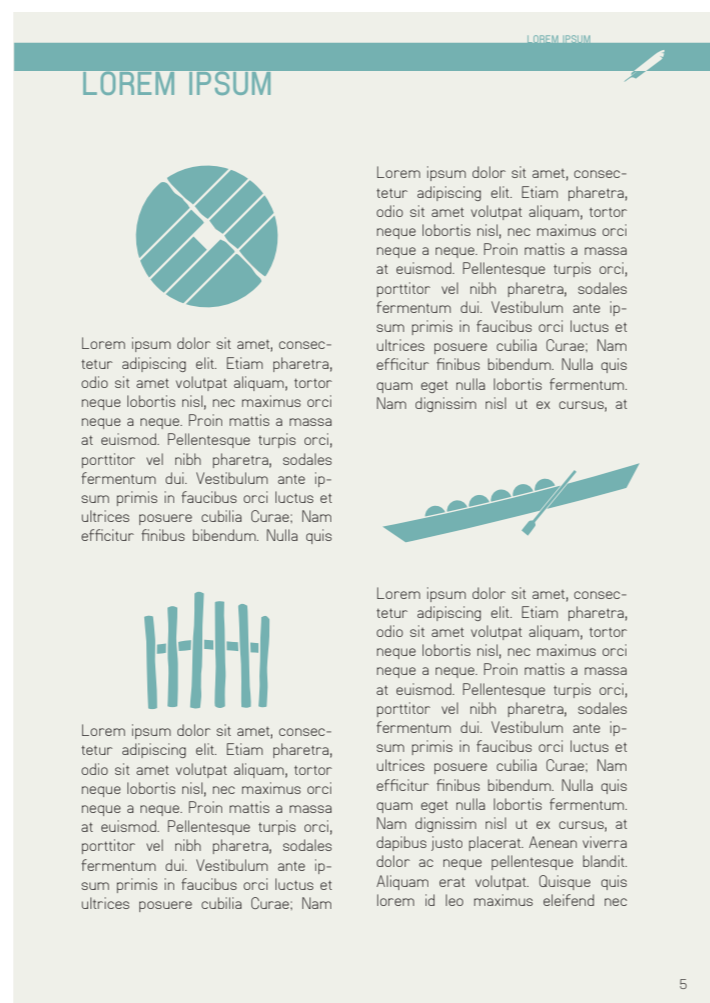 LOREM IPSUM
LOREM IPSUM
Lorem ipsum dolor sit amet, consec-
tetur adipiscing elit. Etiam pharetra,
odio sit amet volutpat aliquam, tortor
neque lobortis nisl, nec maximus orci
neque a neque. Proin mattis a massa
at euismod. Pellentesque turpis orci,
porttitor vel nibh pharetra, sodales
fermentum dui. Vestibulum ante ip-
sum primis in faucibus orci luctus et
ultrices posuere cubilia Curae; Nam
efficitur finibus bibendum. Nulla quis
Lorem ipsum dolor sit amet, consec-
tetur adipiscing elit. Etiam pharetra,
odio sit amet volutpat aliquam, tortor
neque lobortis nisl, nec maximus orci
neque a neque. Proin mattis a massa
at euismod. Pellentesque turpis orci,
porttitor vel nibh pharetra, sodales
fermentum dui. Vestibulum ante ip-
sum primis in faucibus orci luctus et
ultrices posuere cubilia Curae; Nam
Lorem ipsum dolor sit amet, consec-
tetur adipiscing elit. Etiam pharetra,
odio sit amet volutpat aliquam, tortor
neque lobortis nisl, nec maximus orci
neque a neque. Proin mattis a massa
at euismod. Pellentesque turpis orci,
porttitor vel nibh pharetra, sodales
fermentum dui. Vestibulum ante ip-
sum primis in faucibus orci luctus et
ultrices posuere cubilia Curae; Nam
efficitur finibus bibendum. Nulla quis
quam eget nulla lobortis fermentum.
Nam dignissim nisl ut ex cursus, at
Lorem ipsum dolor sit amet, consec-
tetur adipiscing elit. Etiam pharetra,
odio sit amet volutpat aliquam, tortor
neque lobortis nisl, nec maximus orci
neque a neque. Proin mattis a massa
at euismod. Pellentesque turpis orci,
porttitor vel nibh pharetra, sodales
fermentum dui. Vestibulum ante ip-
sum primis in faucibus orci luctus et
ultrices posuere cubilia Curae; Nam
efficitur finibus bibendum. Nulla quis
quam eget nulla lobortis fermentum.
Nam dignissim nisl ut ex cursus, at
dapibus justo placerat. Aenean viverra
dolor ac neque pellentesque blandit.
Aliquam erat volutpat. Quisque quis
lorem id leo maximus eleifend nec
5